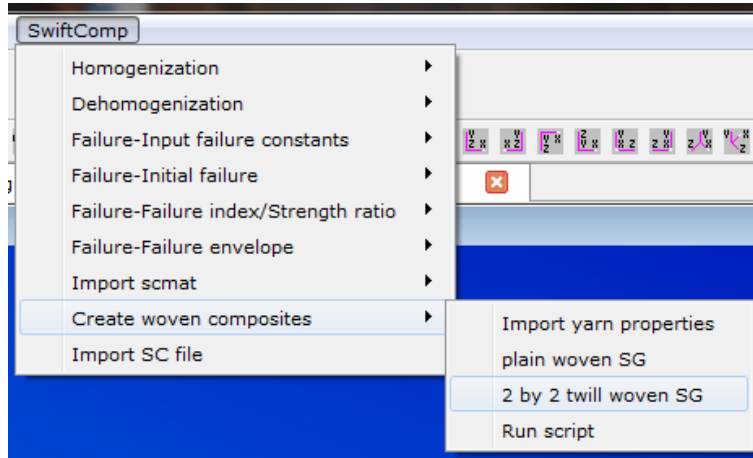 SwiftComp
Homogenization
Dehomogenization
Failure-Input failure constants
Failure-Initial failure
Failure-Failure index/Strength ratio
Failure-Failure envelope
Import scmat
Create woven composites
Import SC file
Import yarn properties
plain woven SG
2 by 2 twill woven SG
Run script